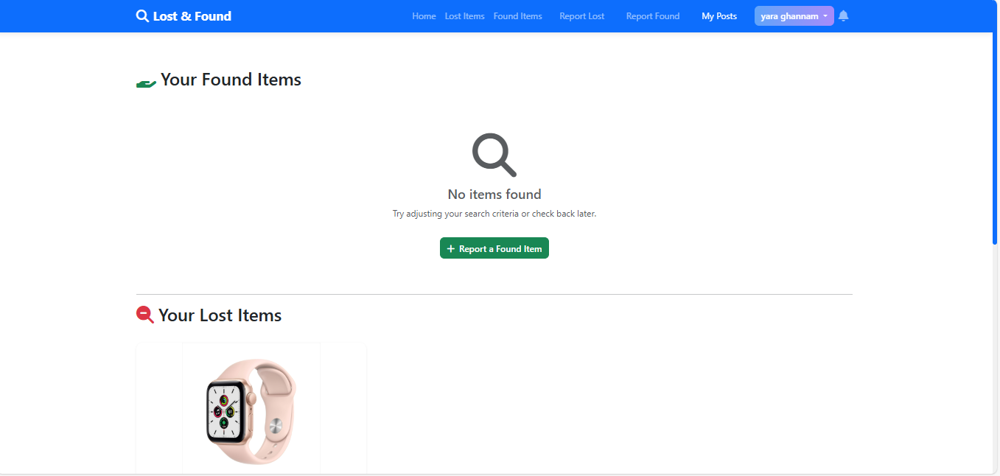 Lost & Found
Home Lost Items Found Items Report Lost Report Found My Posts yara ghannam
Your Found Items
No items found
Try adjusting your search criteria or check back later.
+ Report a Found Item
Your Lost Items